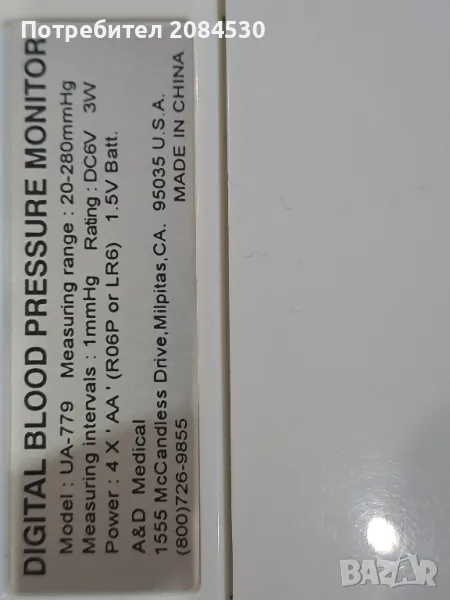 Потребител 2084530
DIGITAL BLOOD PRESSURE MONITOR
Model : UA-779 Measuring range : 20-280mmHg
Measuring intervals : 1mmHg Rating : DC6V 3W
Power : 4 X ' AA ' (R06P or LR6) 1.5V Batt.
A&D Medical
1555 McCandless Drive,Milpitas,CA. 95035 U.S.A.
(800)726-9855 MADE IN CHINA
BAZAR.BG